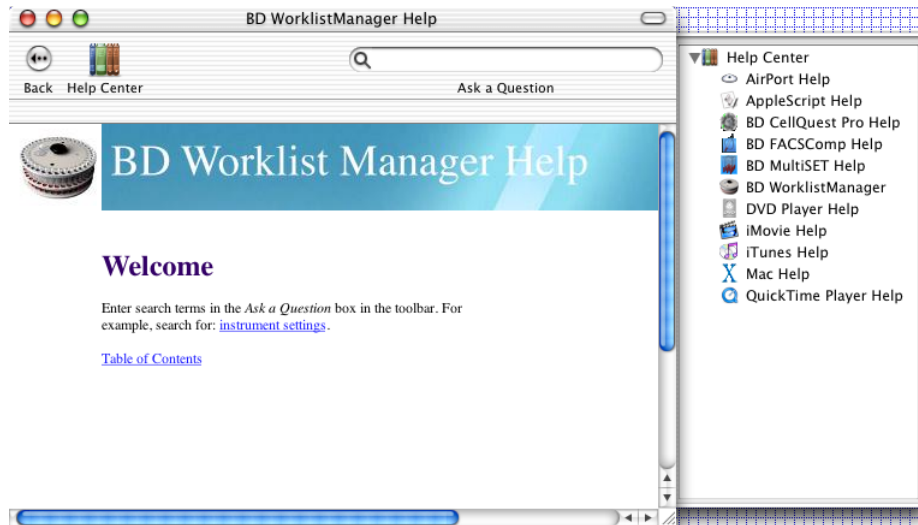 BD WorklistManager Help
Back Help Center
Ask a Question
BD Worklist Manager Help
Welcome
Enter search terms in the Ask a Question box in the toolbar. For
example, search for: instrument settings.
Table of Contents
Help Center
AirPort Help
AppleScript Help
BD CellQuest Pro Help
BD FACSComp Help
BD MultiSET Help
BD WorklistManager
DVD Player Help
iMovie Help
iTunes Help
Mac Help
QuickTime Player Help